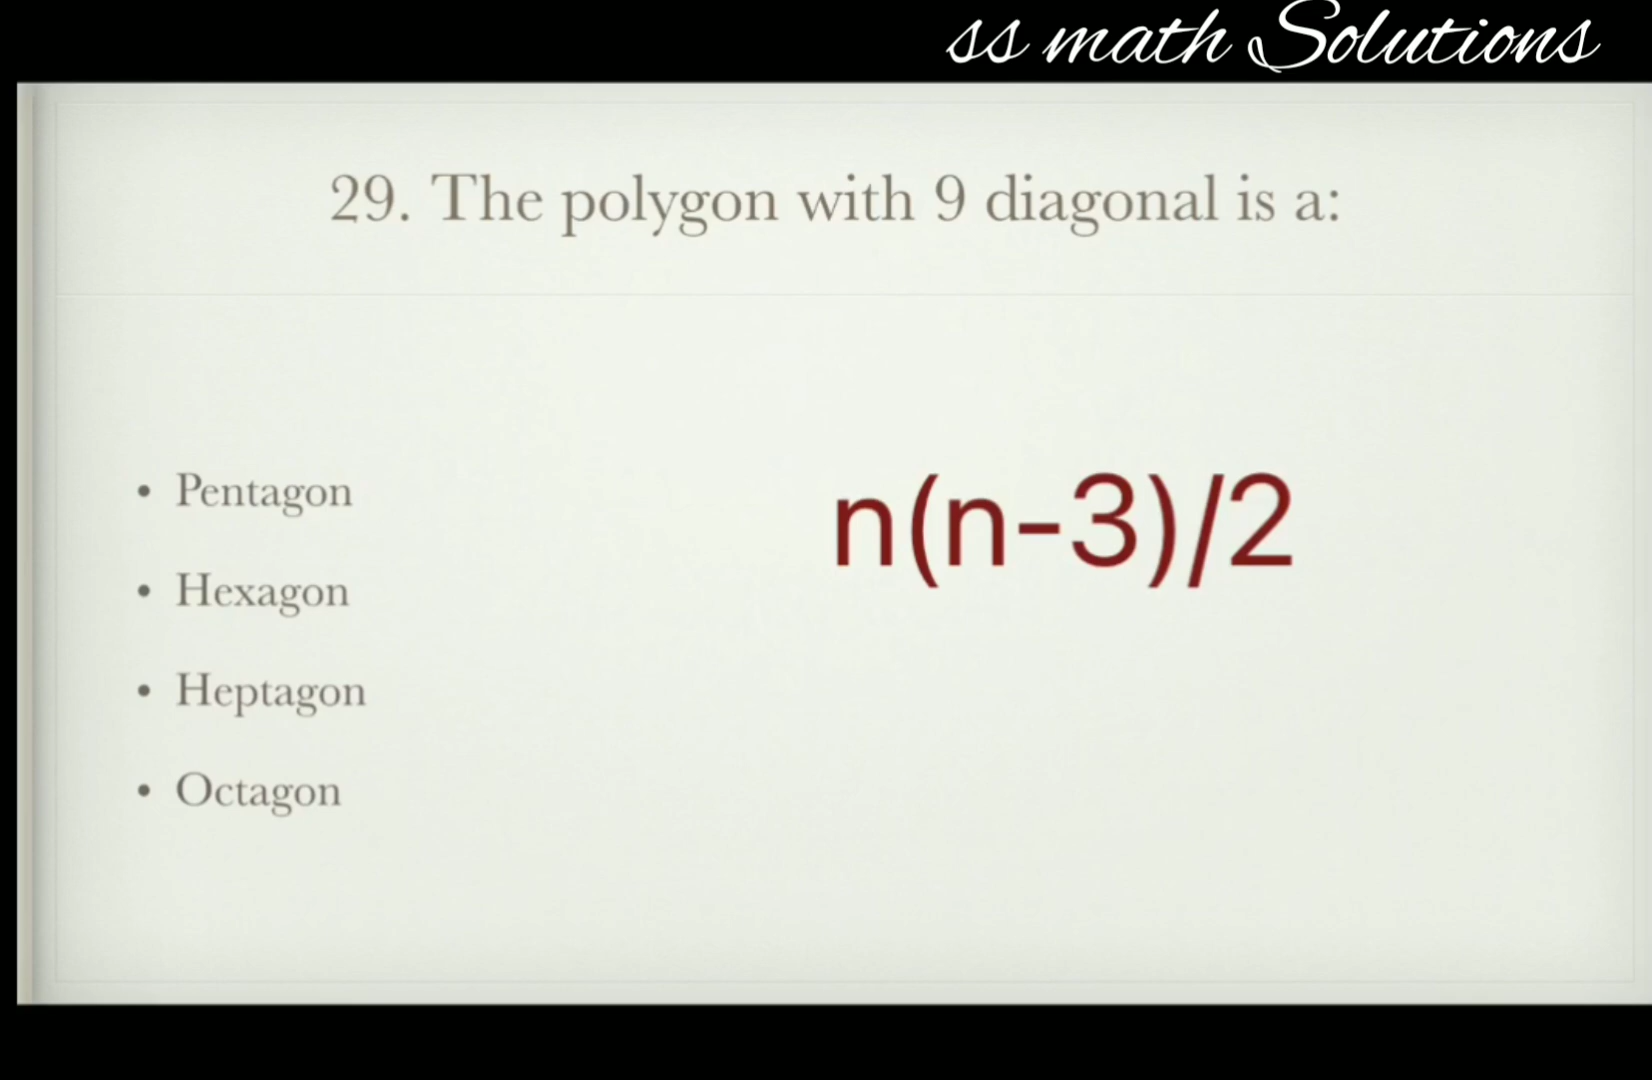 ss math Solutions
29. The polygon with 9 diagonal is a:
• Pentagon
n(n-3)/2
• Hexagon
• Heptagon
• Octagon